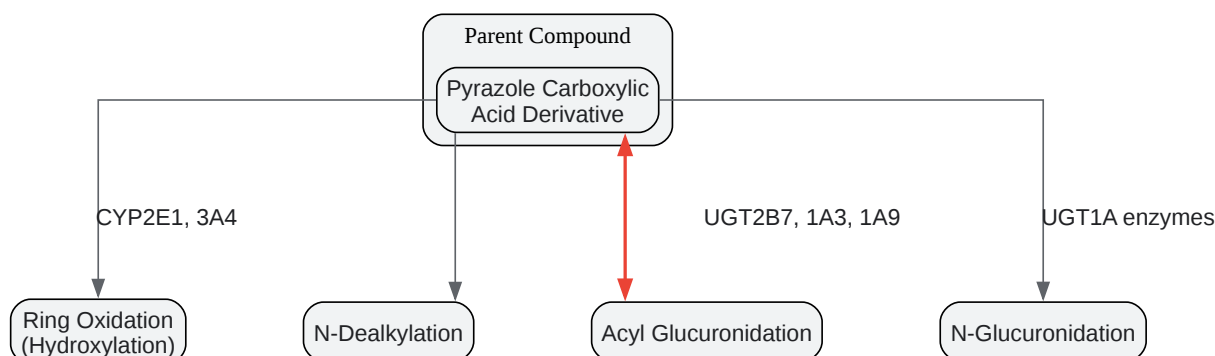 Parent Compound
Pyrazole Carboxylic
Acid Derivative
CYP2E1, 3A4
UGT2B7, 1A3, 1A9
UGT1A enzymes
Ring Oxidation
(Hydroxylation)
N-Dealkylation
Acyl Glucuronidation
N-Glucuronidation